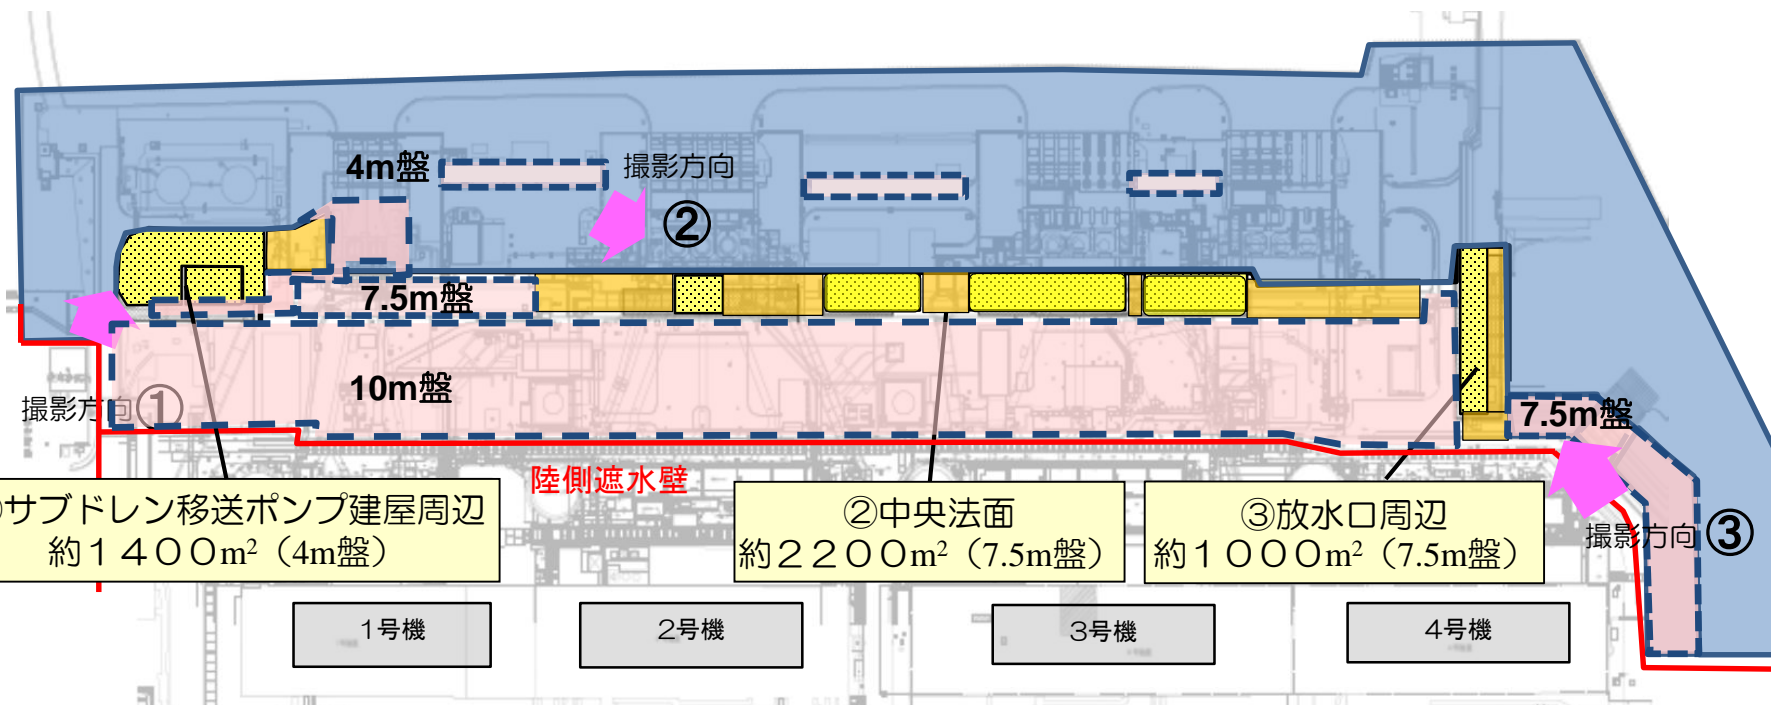 4m盤
撮影方向
②
7.5m盤
10m盤
撮影方向①
7.5m盤
陸側遮水壁
サブドレン移送ポンプ建屋周辺
約1400m²（4m盤）
②中央法面
約2200m²（7.5m盤）
③放水口周辺
約1000m²（7.5m盤）
撮影方向③
1号機
2号機
3号機
4号機